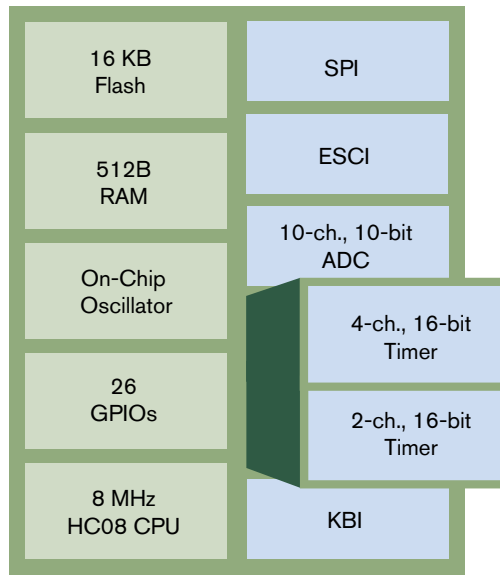 16 KB
Flash
512B
RAM
On-Chip
Oscillator
26
GPIOs
8 MHz
HC08 CPU
SPI
ESCI
10-ch., 10-bit
ADC
4-ch., 16-bit
Timer
2-ch., 16-bit
Timer
KBI